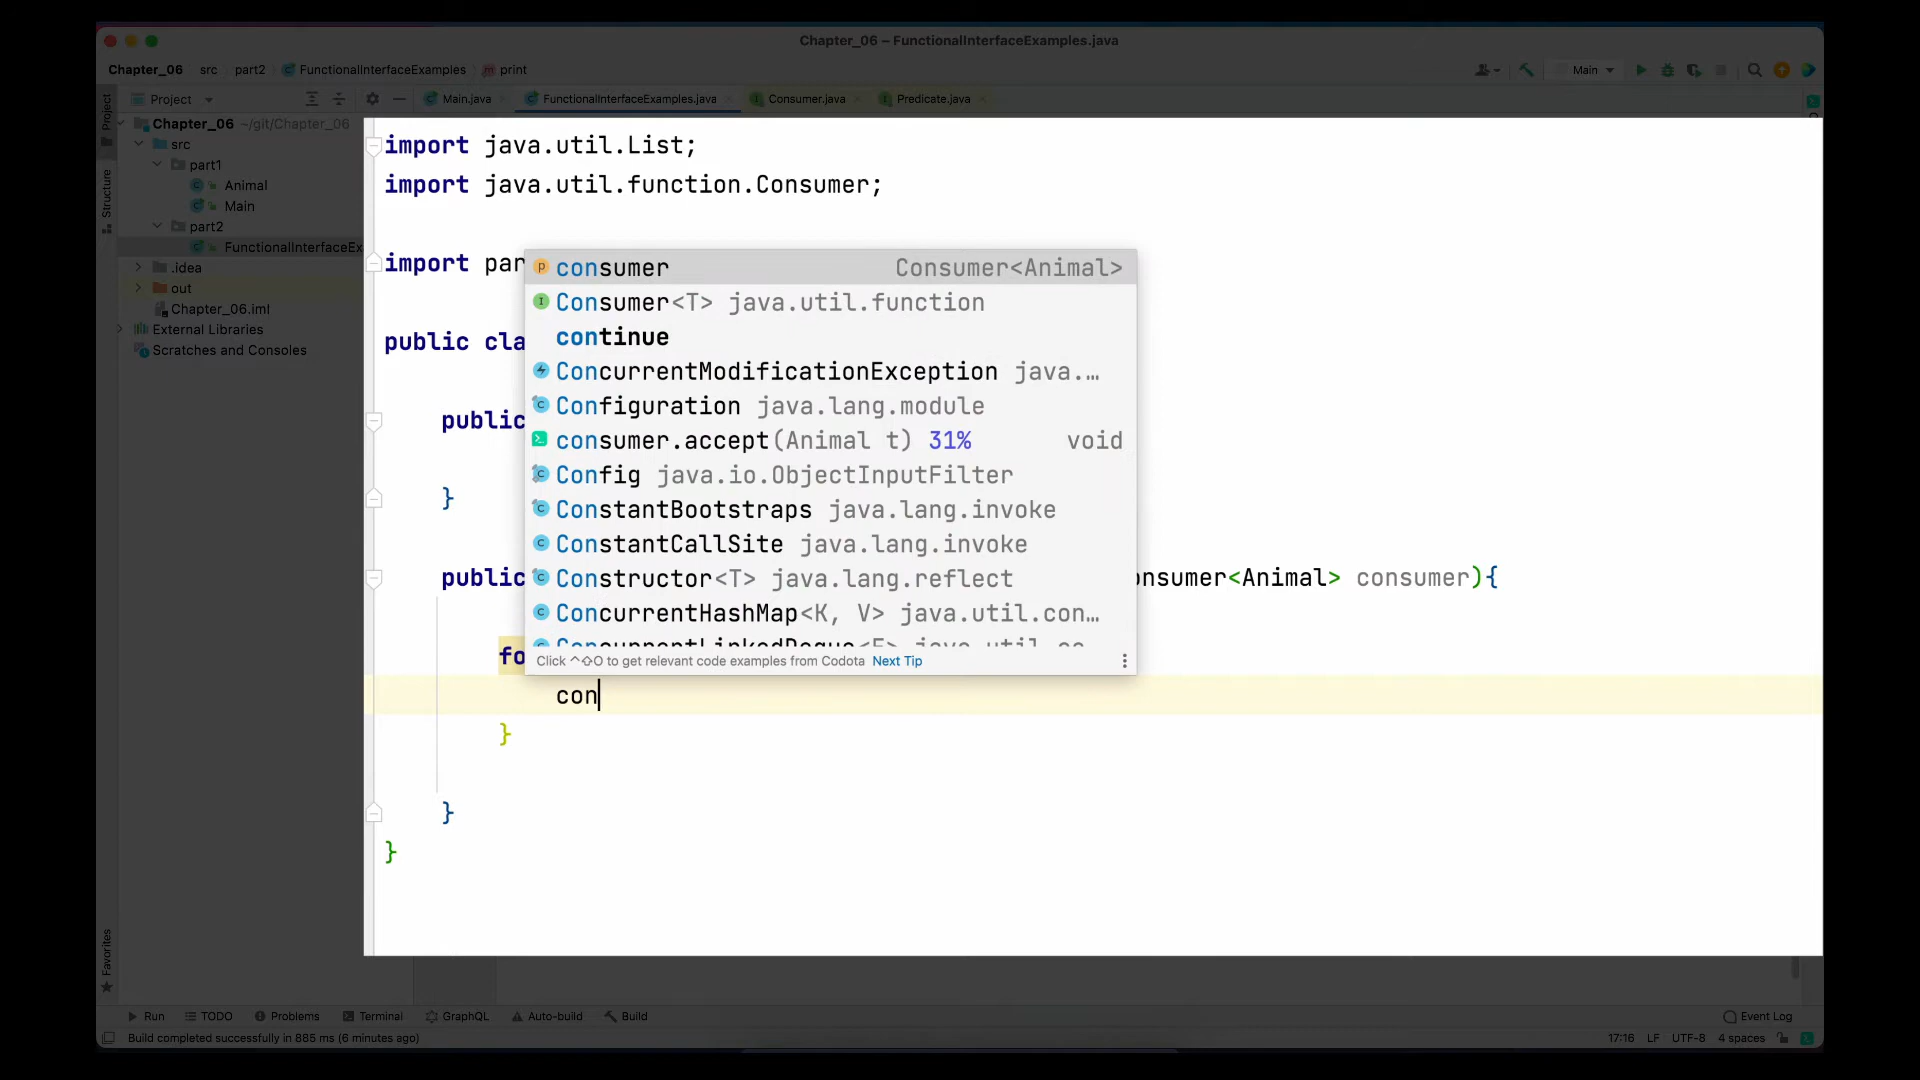 Chapter_06 – FunctionalInterfaceExamples.java
Chapter_06 src part2 FunctionalInterfaceExamples print
Main
Project
Main.java
FunctionalInterfaceExamples.java
Consumer.java
Predicate.java
Project
Structure
Favorites
Chapter_06 ~/git/Chapter_06
src
part1
Animal
Main
part2
FunctionalInterfaceEx
.idea
out
Chapter_06.iml
External Libraries
Scratches and Consoles
import java.util.List;
import java.util.function.Consumer;
import par
public cla
public
}
public
onsumer<Animal> consumer){
fo
con
}
}
}
consumer Consumer<Animal>
Consumer<T> java.util.function
continue
ConcurrentModificationException java.…
Configuration java.lang.module
consumer.accept(Animal t) 31% void
Config java.io.ObjectInputFilter
ConstantBootstraps java.lang.invoke
ConstantCallSite java.lang.invoke
Constructor<T> java.lang.reflect
ConcurrentHashMap<K, V> java.util.con…
Click ^⇧O to get relevant code examples from Codota Next Tip
Run TODO Problems Terminal GraphQL Auto-build Build
Event Log
Build completed successfully in 885 ms (6 minutes ago)
17:16 LF UTF-8 4 spaces